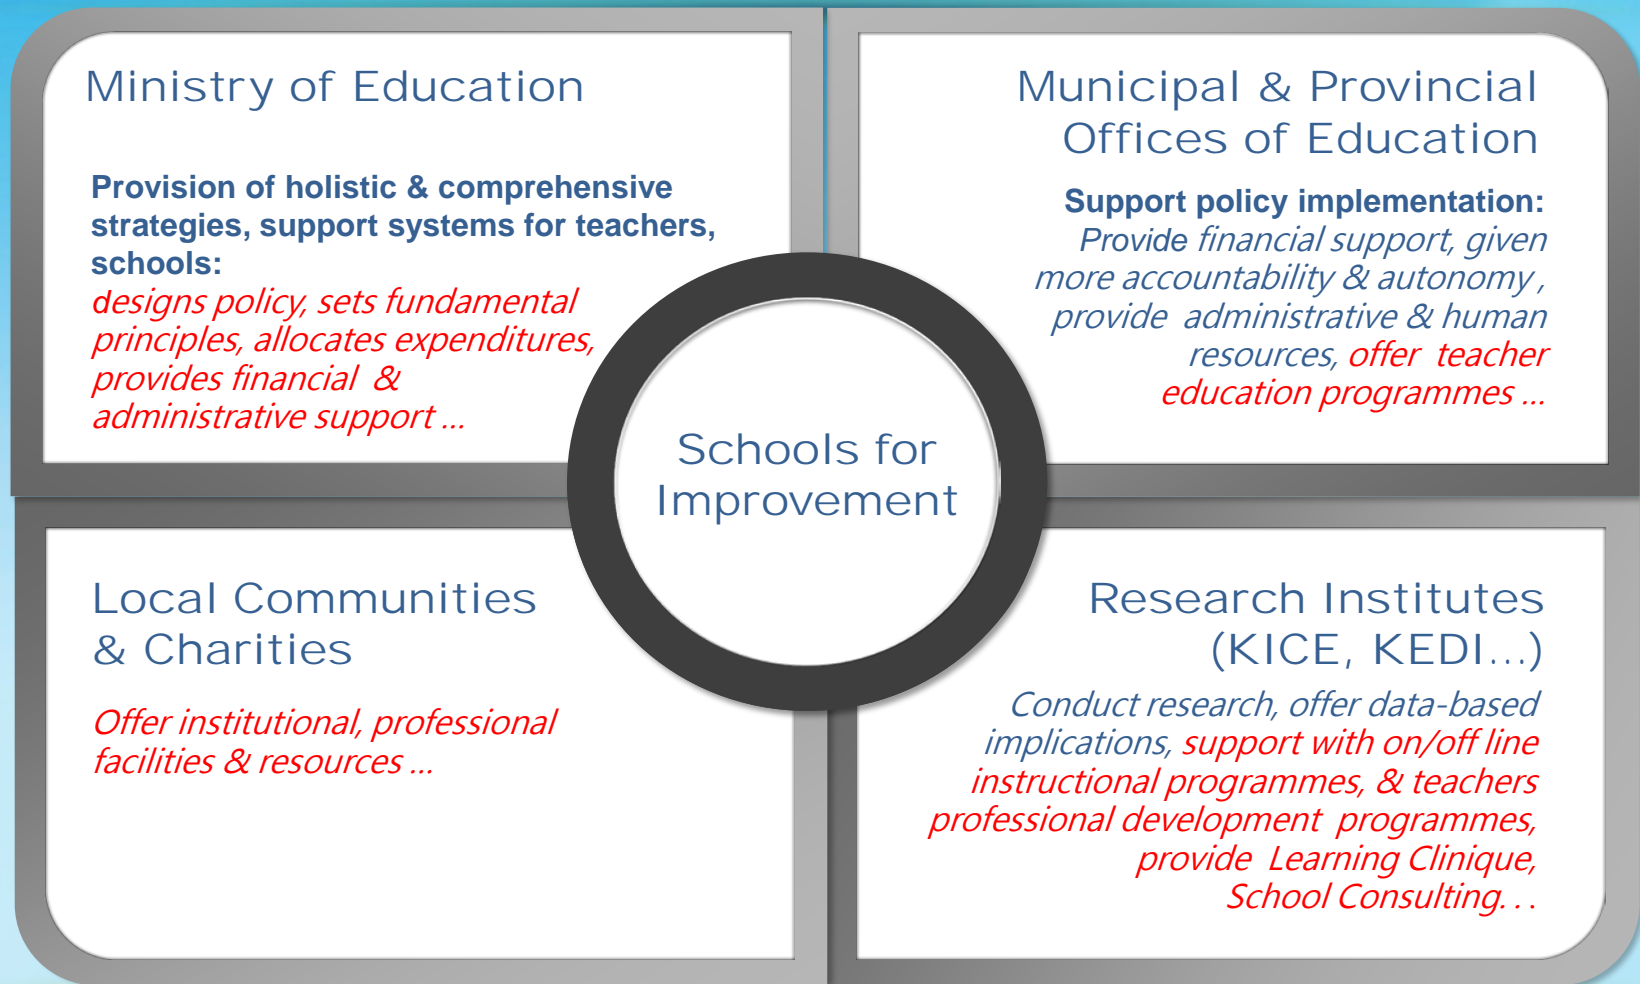 Ministry of Education
Provision of holistic & comprehensive
strategies, support systems for teachers,
schools:
designs policy, sets fundamental
principles, allocates expenditures,
provides financial &
administrative support ...
Municipal & Provincial
Offices of Education
Support policy implementation:
Provide financial support, given
more accountability & autonomy ,
provide administrative & human
resources, offer teacher
education programmes ...
Schools for
Improvement
Local Communities
& Charities
Offer institutional, professional
facilities & resources ...
Research Institutes
(KICE, KEDI...)
Conduct research, offer data-based
implications, support with on/off line
instructional programmes, & teachers
professional development programmes,
provide Learning Clinique,
School Consulting. . .